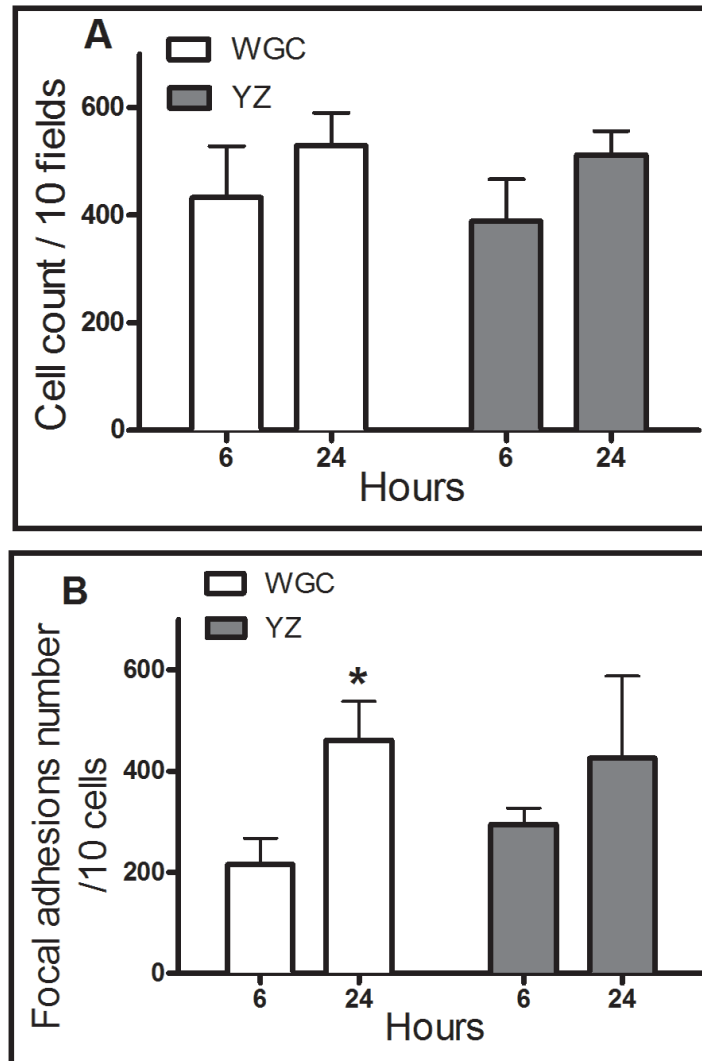 A
WGC
YZ
Cell count / 10 fields
600
400
200
0
6
24
6
24
Hours
B
WGC
YZ
Focal adhesions number
/10 cells
600
400
200
0
*
6
24
6
24
Hours